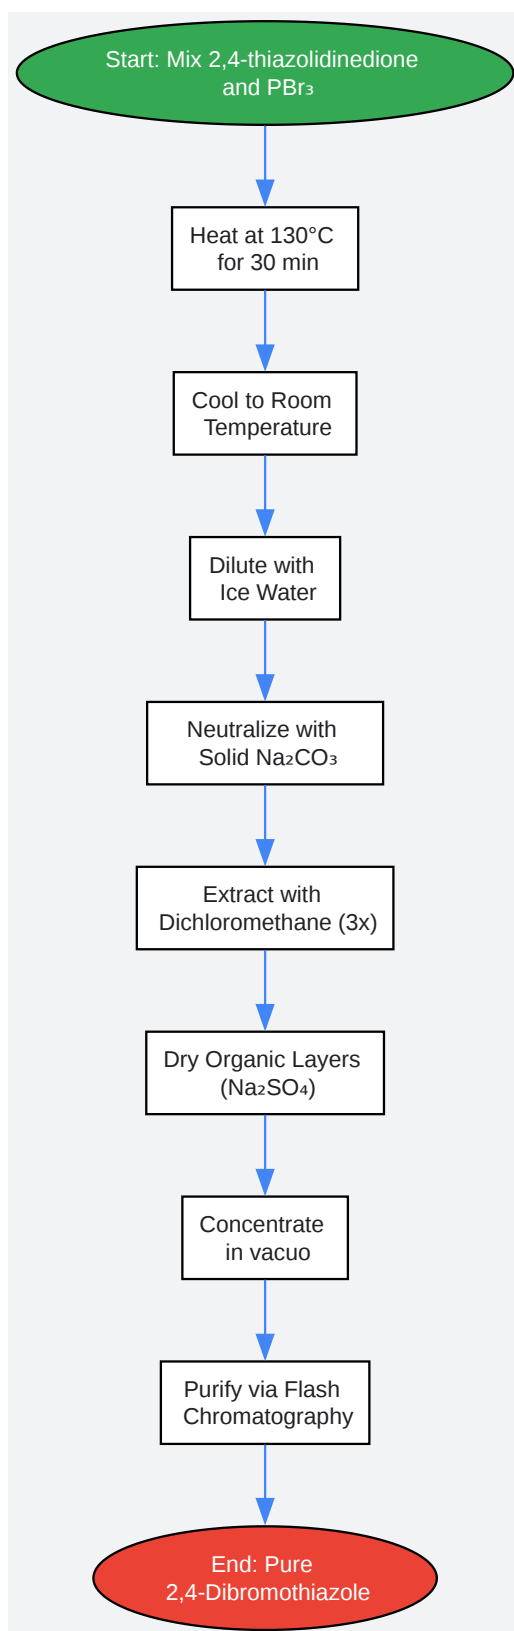 Start: Mix 2,4-thiazolidinedione
and PBr₃
Heat at 130°C
for 30 min
Cool to Room
Temperature
Dilute with
Ice Water
Neutralize with
Solid Na₂CO₃
Extract with
Dichloromethane (3x)
Dry Organic Layers
(Na₂SO₄)
Concentrate
in vacuo
Purify via Flash
Chromatography
End: Pure
2,4-Dibromothiazole